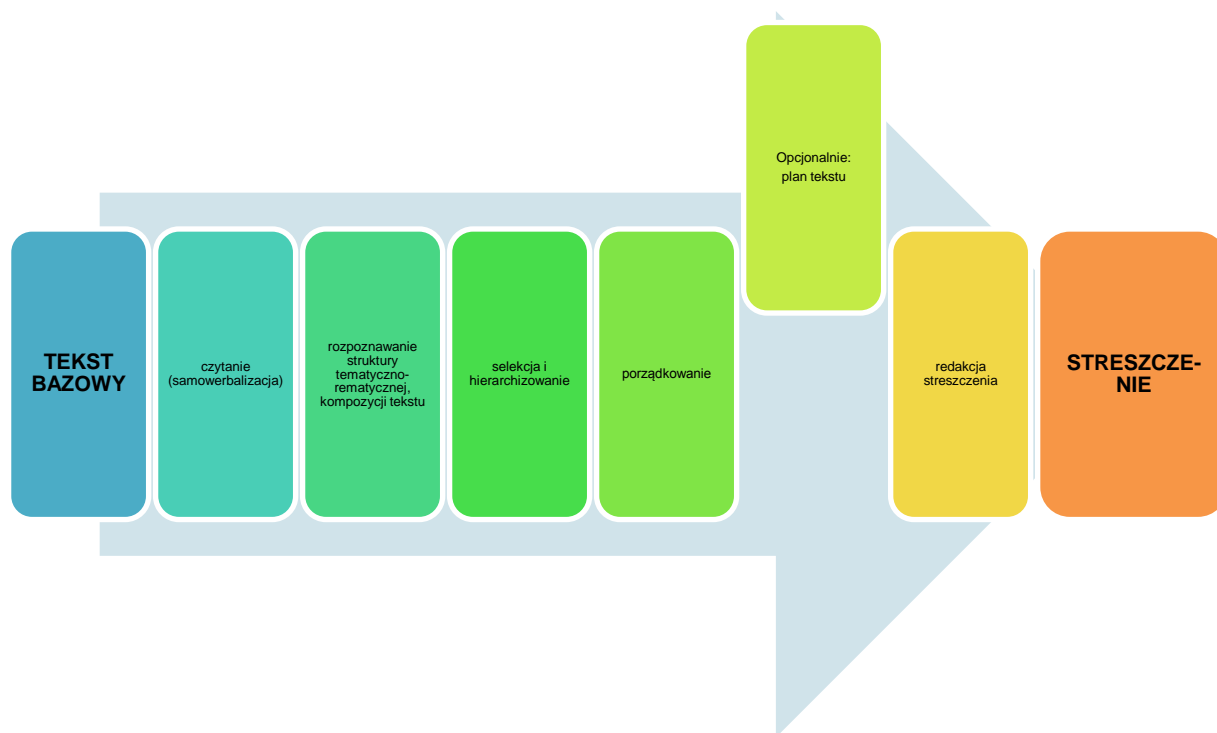 TEKST
BAZOWY
czytanie
(samowerbalizacja)
rozpoznawanie
struktury
tematyczno-
rematycznej,
kompozycji tekstu
selekcja i
hierarchizowanie
porządkowanie
Opcjonalnie:
plan tekstu
redakcja
streszczenia
STRESZCZE-
NIE